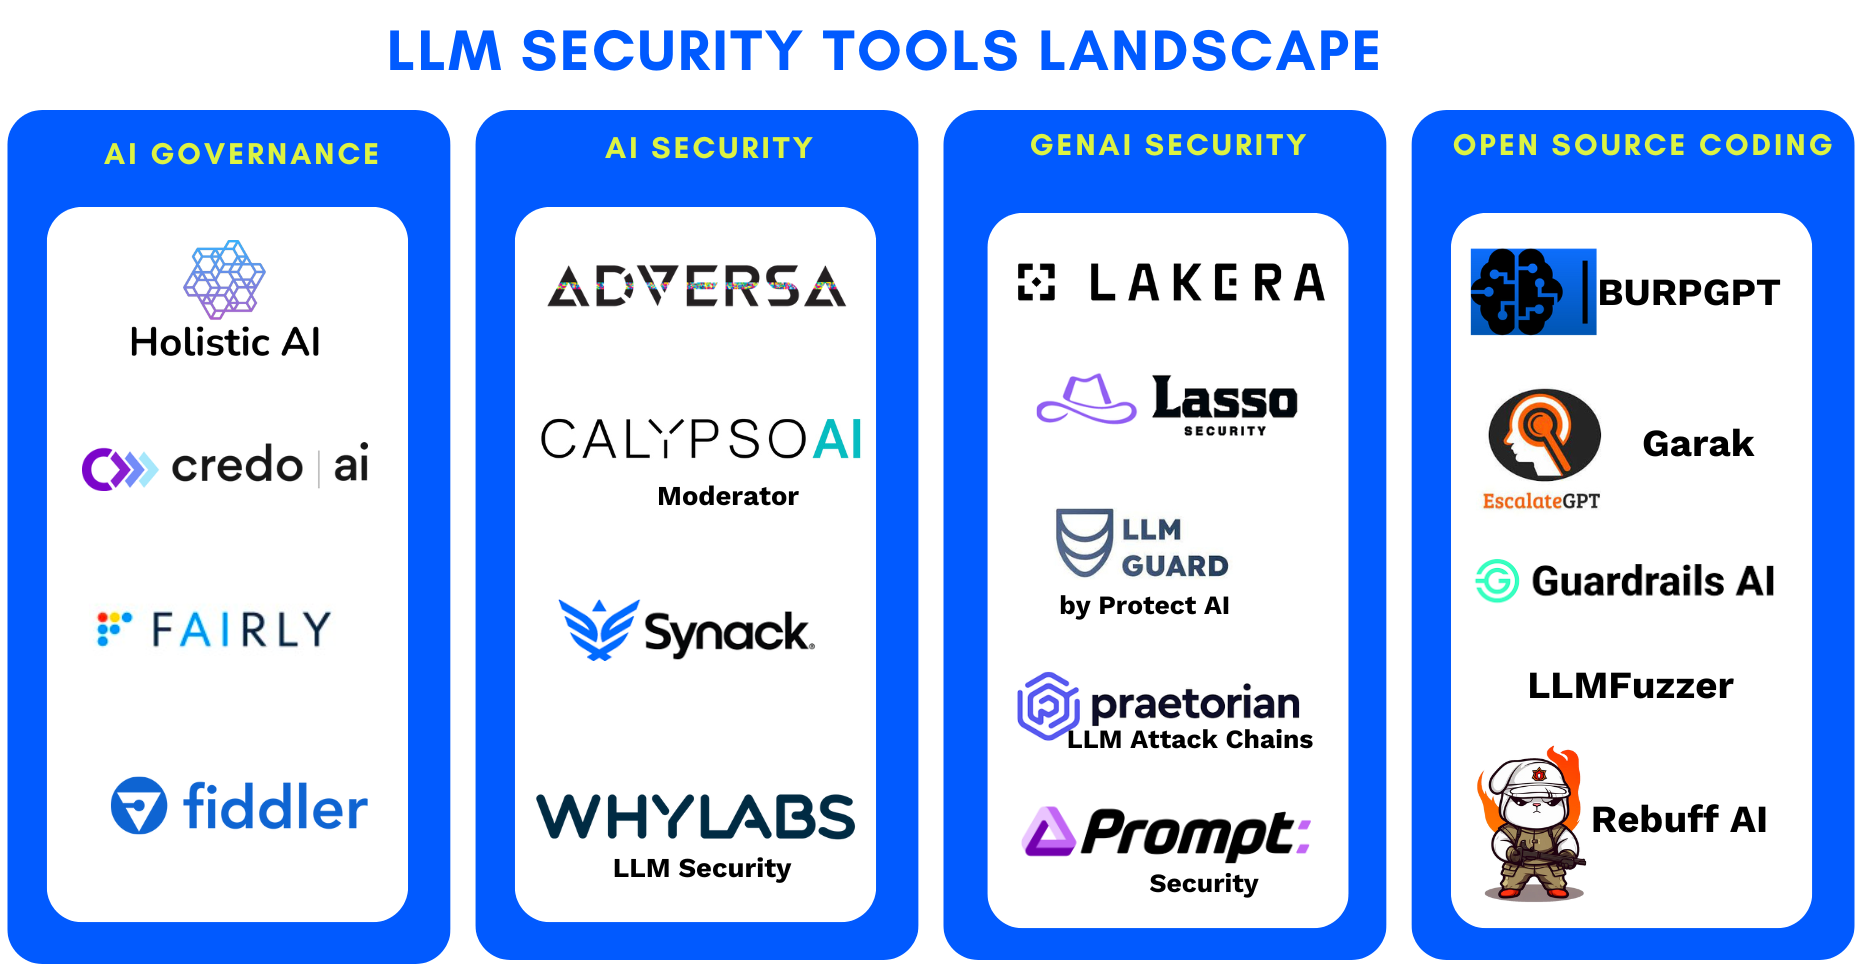 LLM SECURITY TOOLS LANDSCAPE
AI GOVERNANCE
Holistic AI
credo | ai
FAIRLY
fiddler
AI SECURITY
ADVERSA
CALYPSOAI
Moderator
Synack®
WHYLABS
LLM Security
GENAI SECURITY
LAKERA
Lasso
SECURITY
LLM
GUARD
by Protect AI
praetorian
LLM Attack Chains
Prompt:
Security
OPEN SOURCE CODING
BURPGPT
Garak
EscalateGPT
Guardrails AI
LLMFuzzer
Rebuff AI